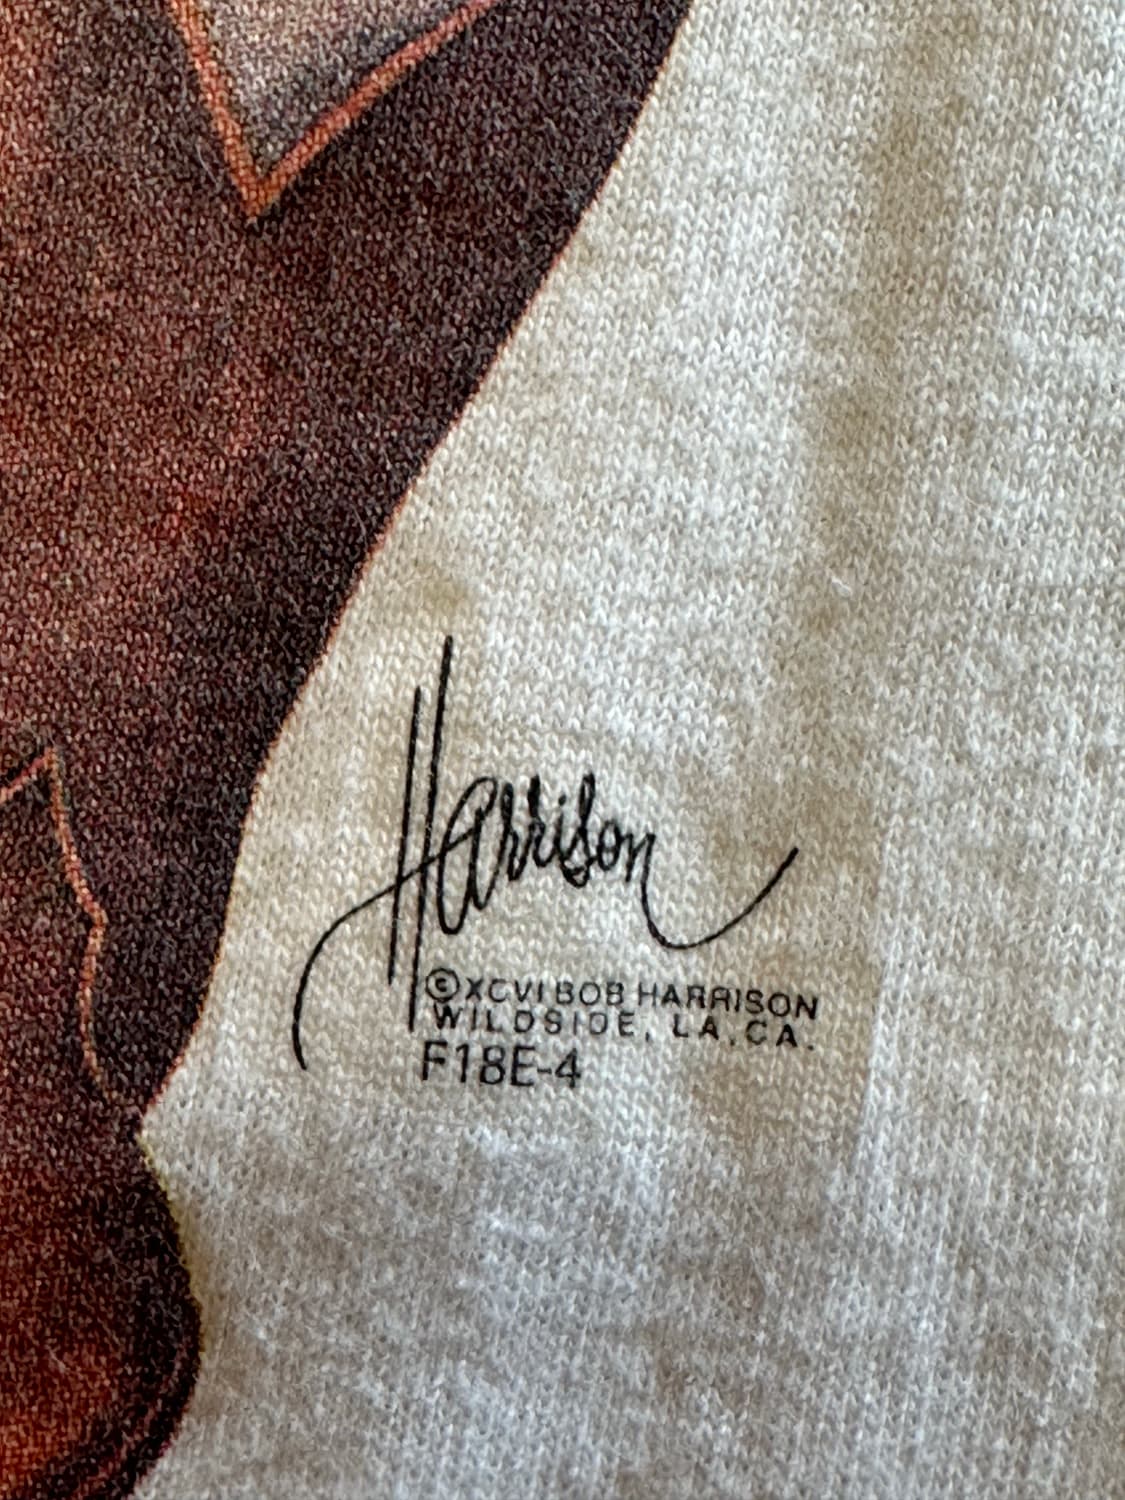 Harrison
©XCVI BOB HARRISON
WILDSIDE, LA, CA.
F18E-4